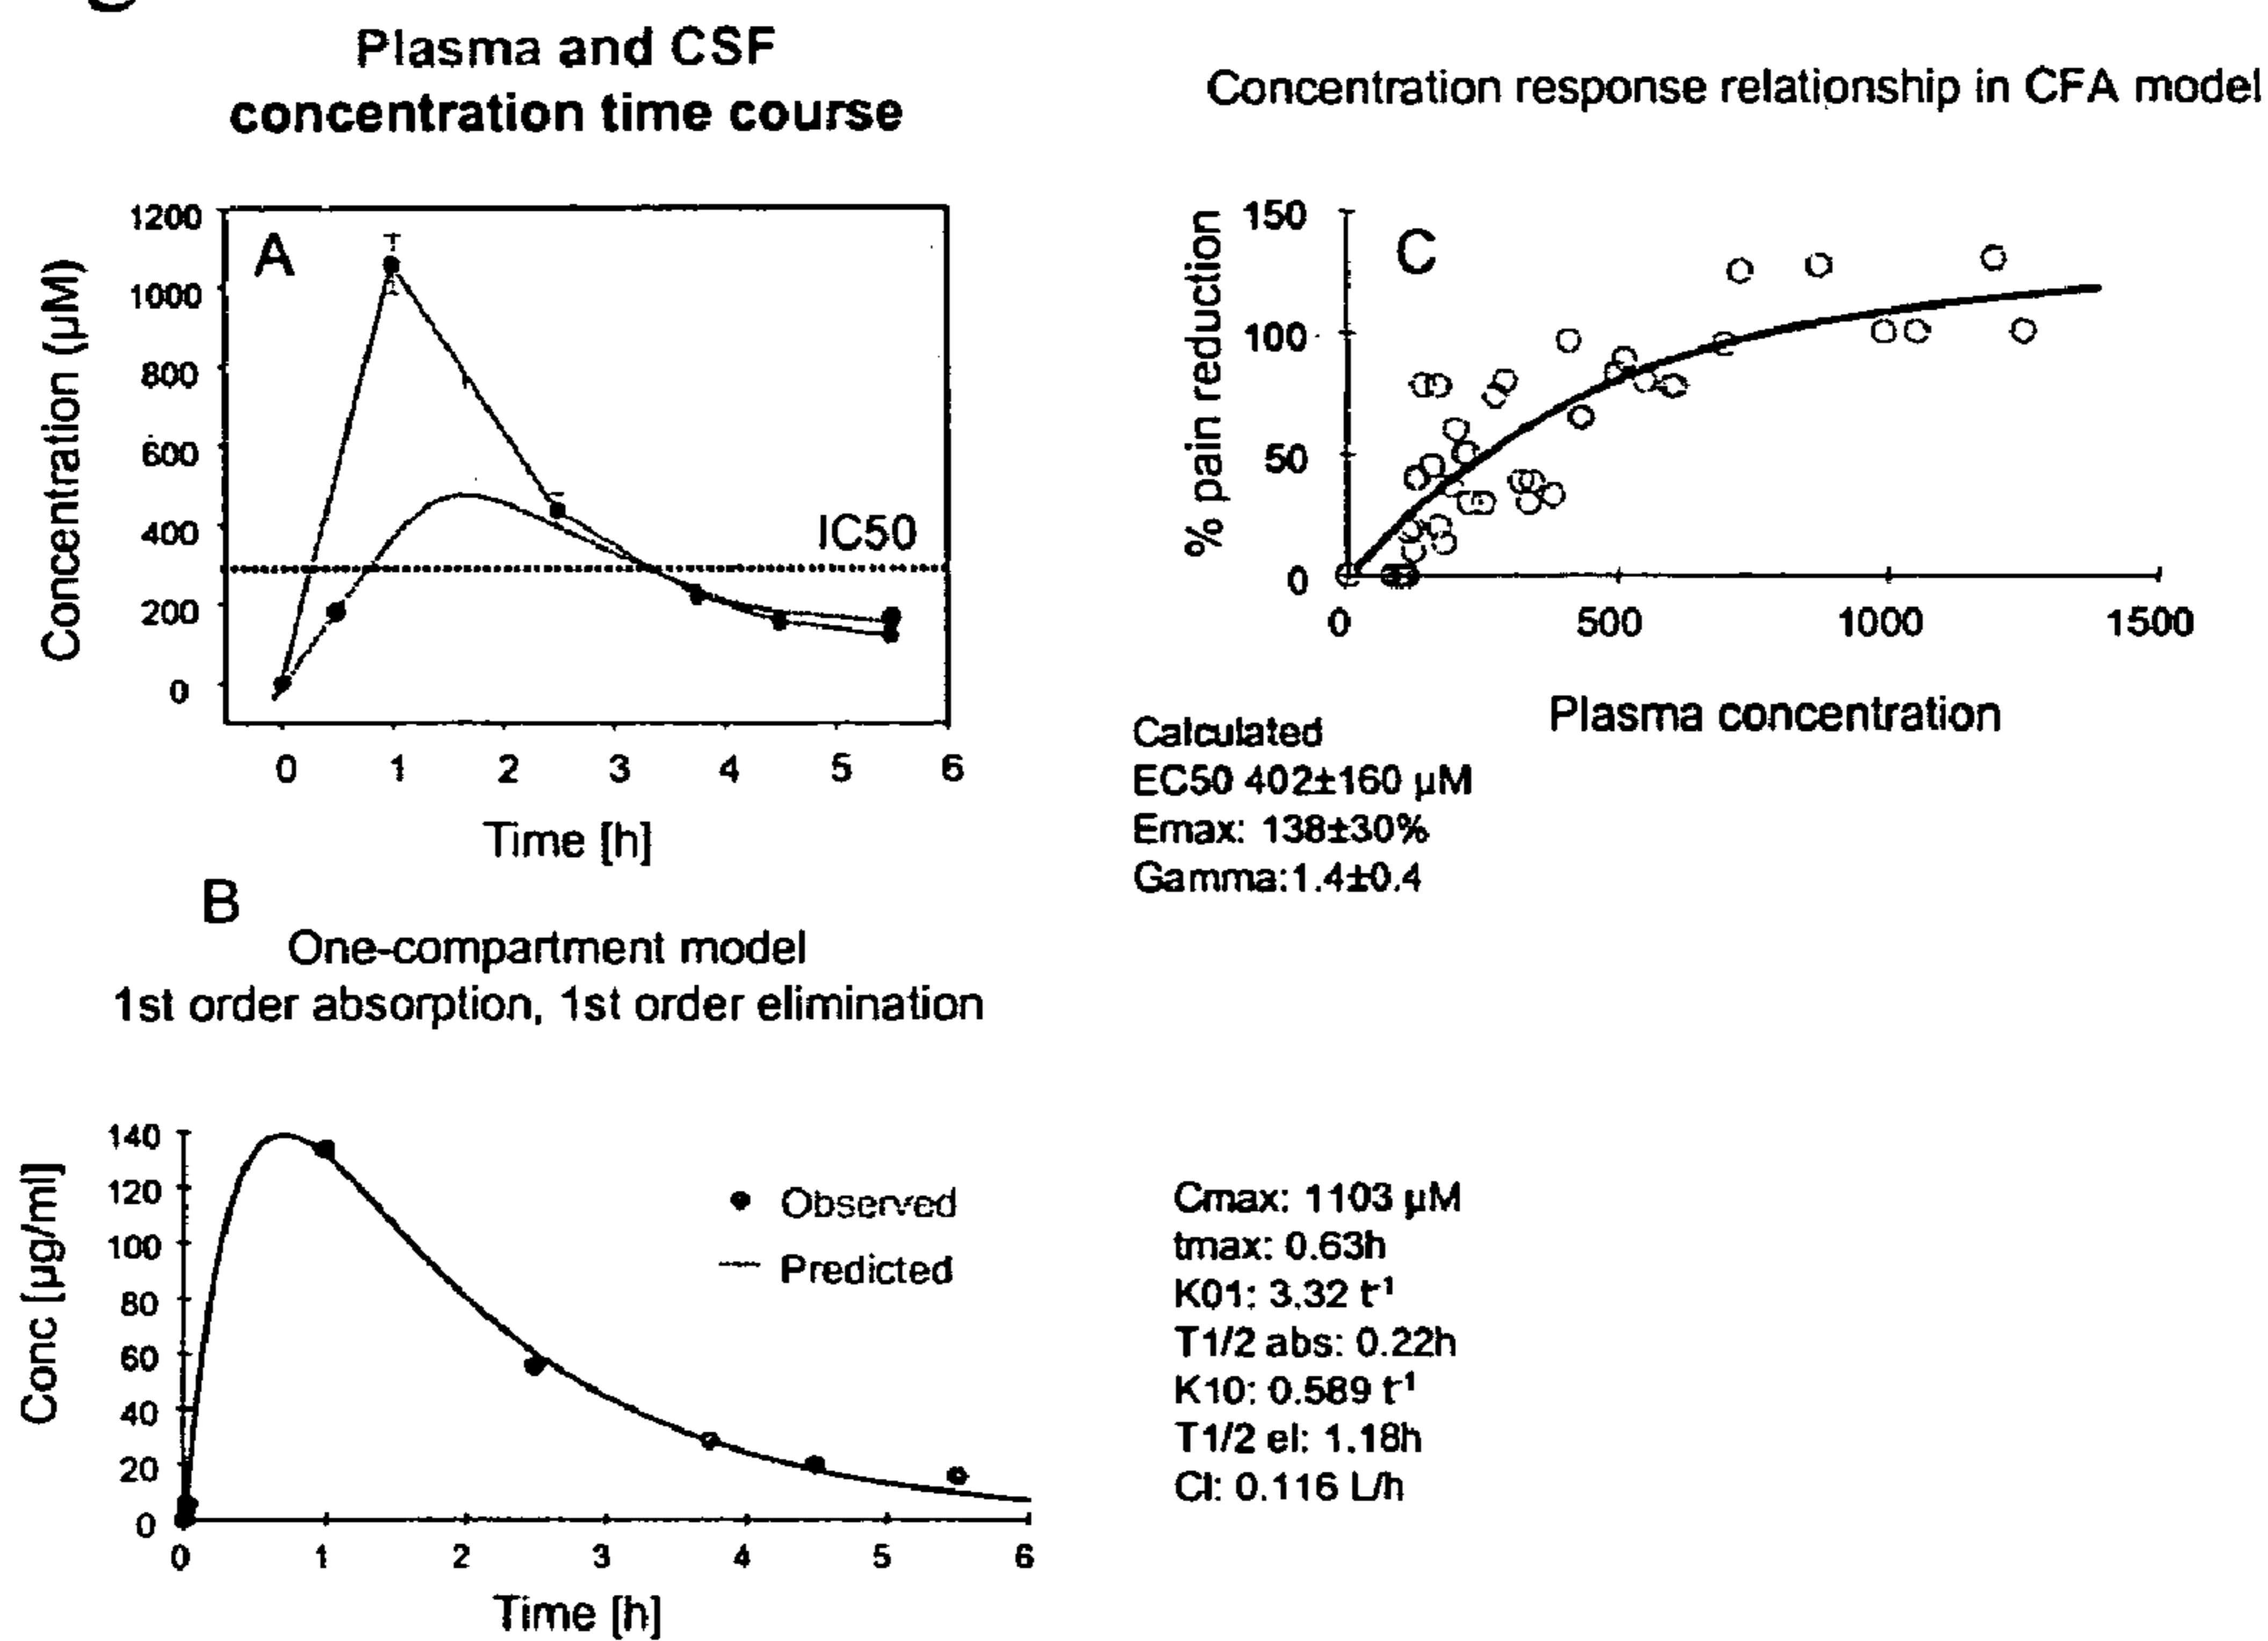 Plasma and CSF
concentration time course
Concentration (µM)
1200
1000
800
600
400
200
0
A
IC50
0 1 2 3 4 5 6
Time [h]
Concentration response relationship in CFA model
% pain reduction
150
100
50
0
C
0 500 1000 1500
Plasma concentration
Calculated
EC50 402±160 µM
Emax: 138±30%
Gamma:1.4±0.4
B
One-compartment model
1st order absorption, 1st order elimination
Conc [µg/ml]
140
120
100
80
60
40
20
0
Observed
Predicted
0 1 2 3 4 5 6
Time [h]
Cmax: 1103 µM
tmax: 0.63h
K01: 3.32 t⁻¹
T1/2 abs: 0.22h
K10: 0.589 t⁻¹
T1/2 el: 1.18h
Cl: 0.116 L/h